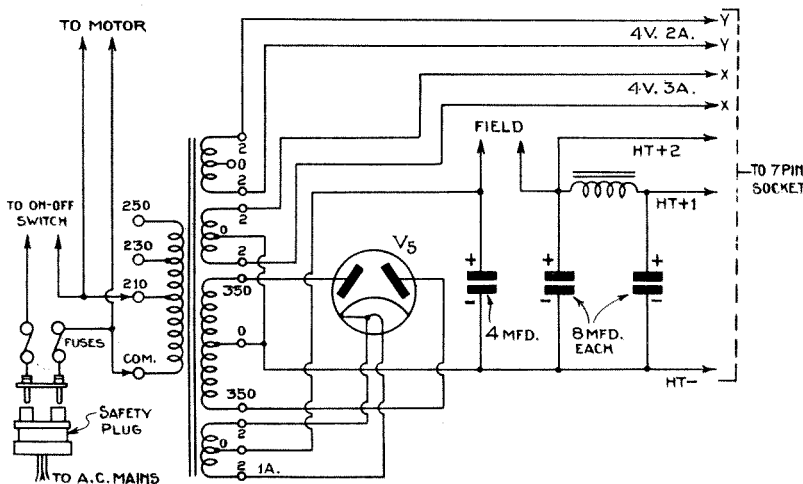 TO MOTOR
Y
4V. 2A.
Y
X
4V. 3A.
X
FIELD
HT+2
TO 7 PIN
SOCKET
HT+1
2
0
2
TO ON-OFF
SWITCH
250
230
210
COM.
2
0
2
350
0
350
V5
+
-
4 MFD.
+
-
8 MFD.
EACH
+
-
HT-
FUSES
SAFETY
PLUG
TO A.C. MAINS
2
0
2
1A.